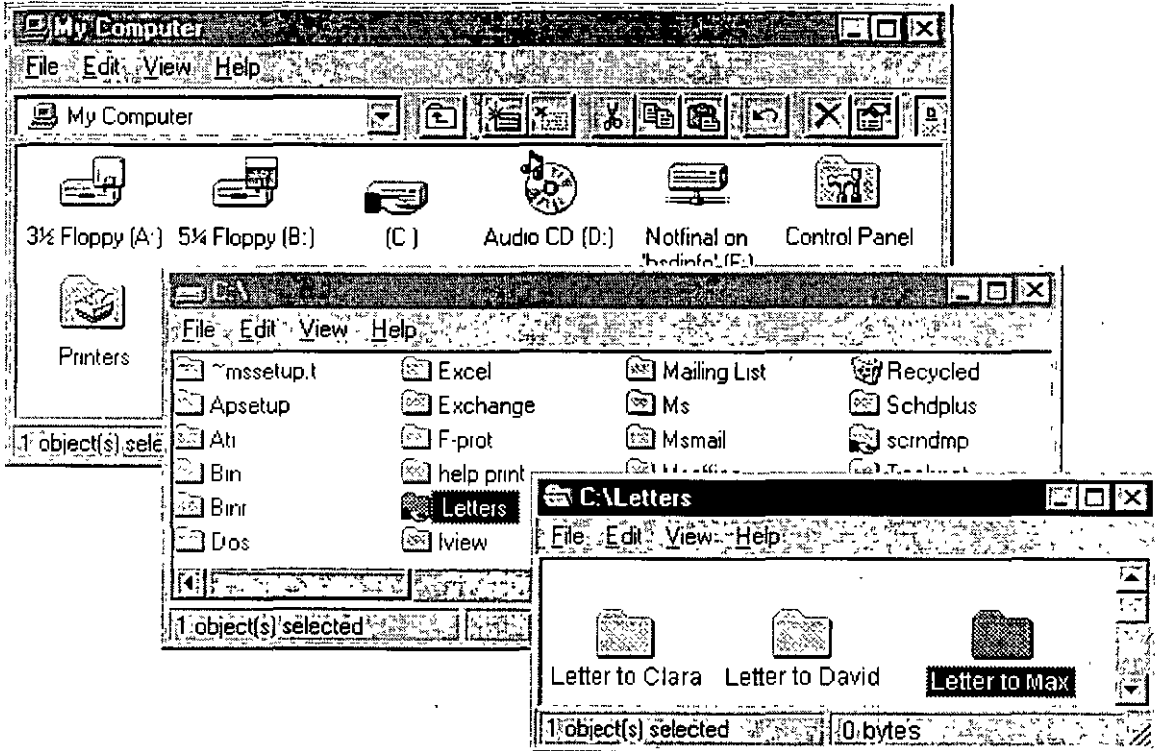 My Computer
File Edit View Help
My Computer
3½ Floppy (A:) 5¼ Floppy (B:) (C ) Audio CD (D:) Notfinal on Control Panel
'bsdinfo' (E:)
Printers
1 object(s) sele
C:\
File Edit View Help
~mssetup.t Excel Mailing List Recycled
Apsetup Exchange Ms Schdplus
Ati F-prot Msmail scrndmp
Bin help print
Binr Letters
Dos Iview
1 object(s) selected
C:\Letters
File Edit View Help
Letter to Clara Letter to David Letter to Max
1 object(s) selected 0 bytes